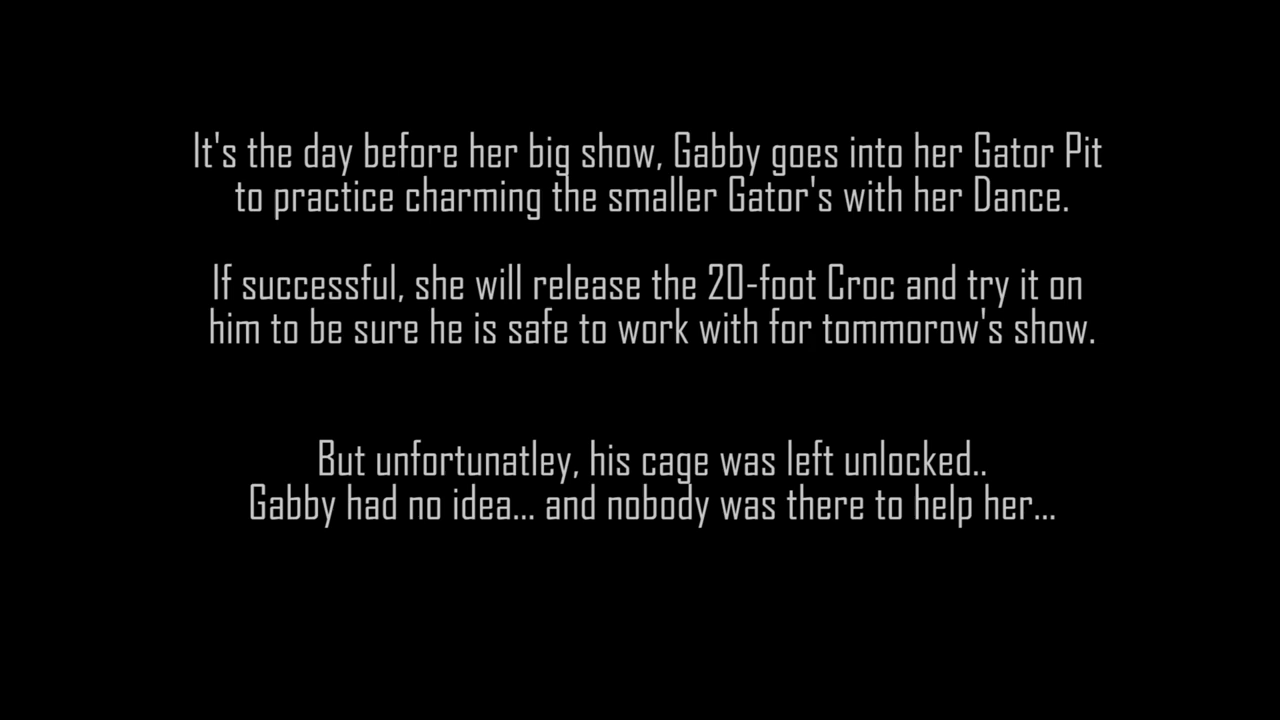 It's the day before her big show, Gabby goes into her Gator Pit
to practice charming the smaller Gator's with her Dance.
If successful, she will release the 20-foot Croc and try it on
him to be sure he is safe to work with for tommorow's show.
But unfortunatley, his cage was left unlocked..
Gabby had no idea... and nobody was there to help her...